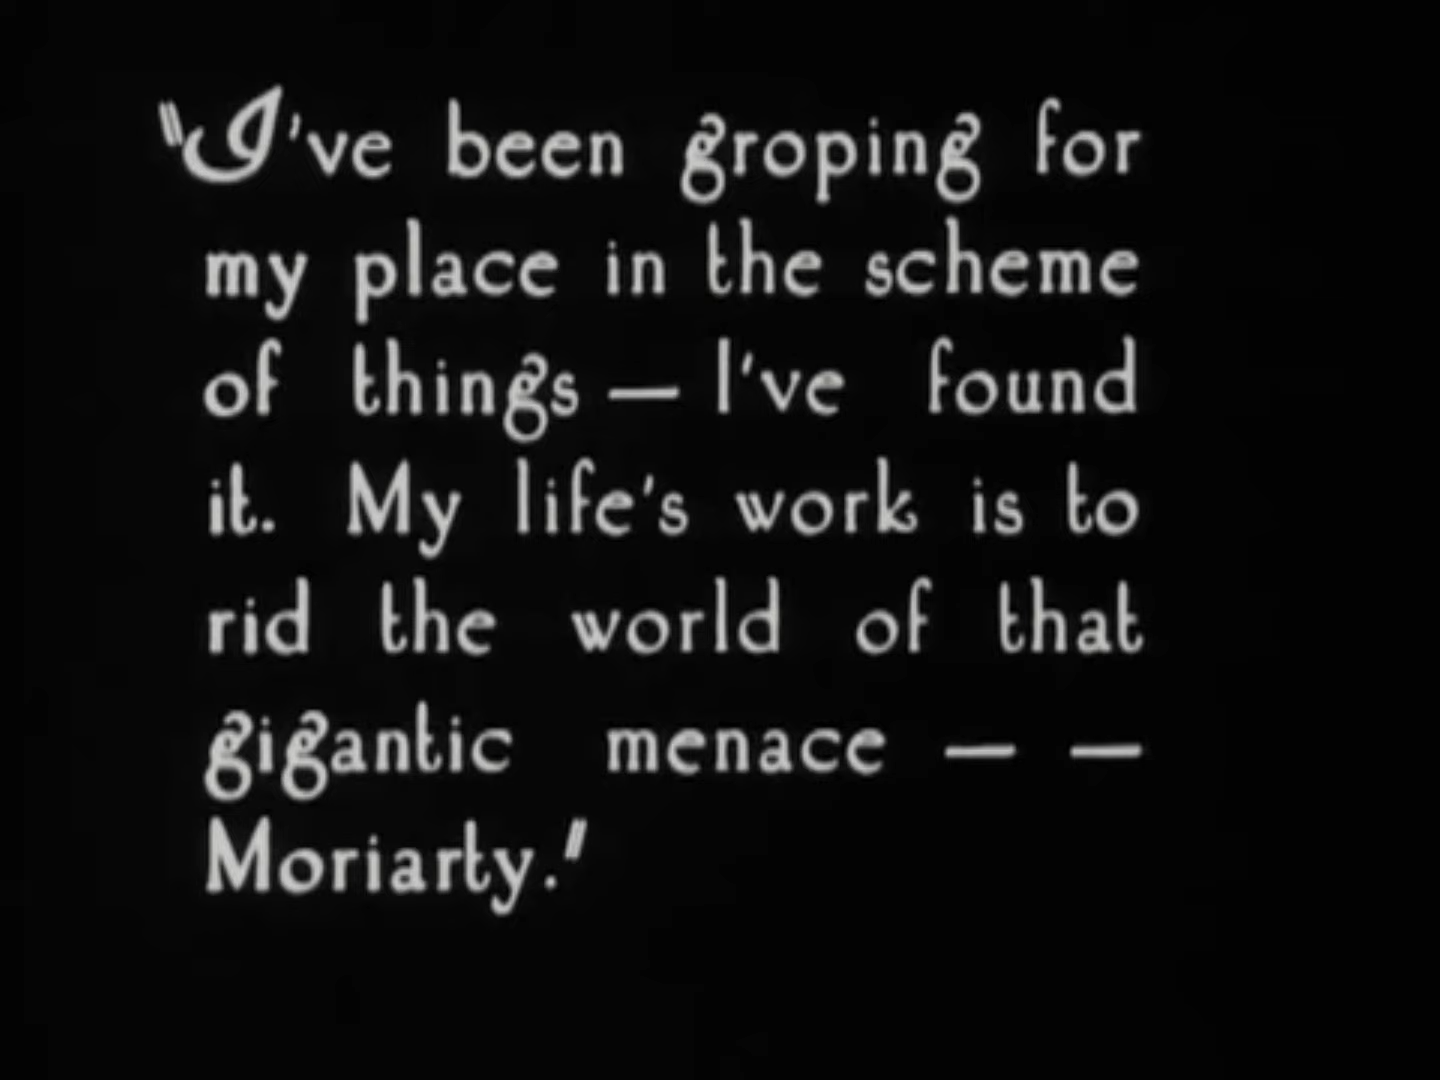 "I've been groping for
my place in the scheme
of things — I've found
it. My life's work is to
rid the world of that
gigantic menace — —
Moriarty."